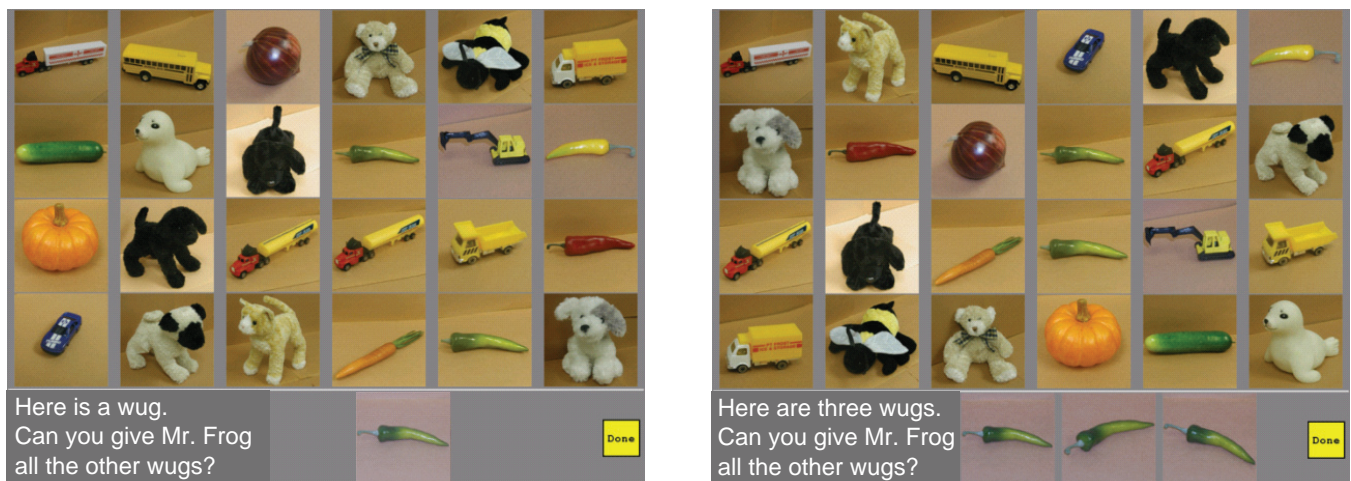 Here is a wug.
Can you give Mr. Frog
all the other wugs?
Done
Here are three wugs.
Can you give Mr. Frog
all the other wugs?
Done